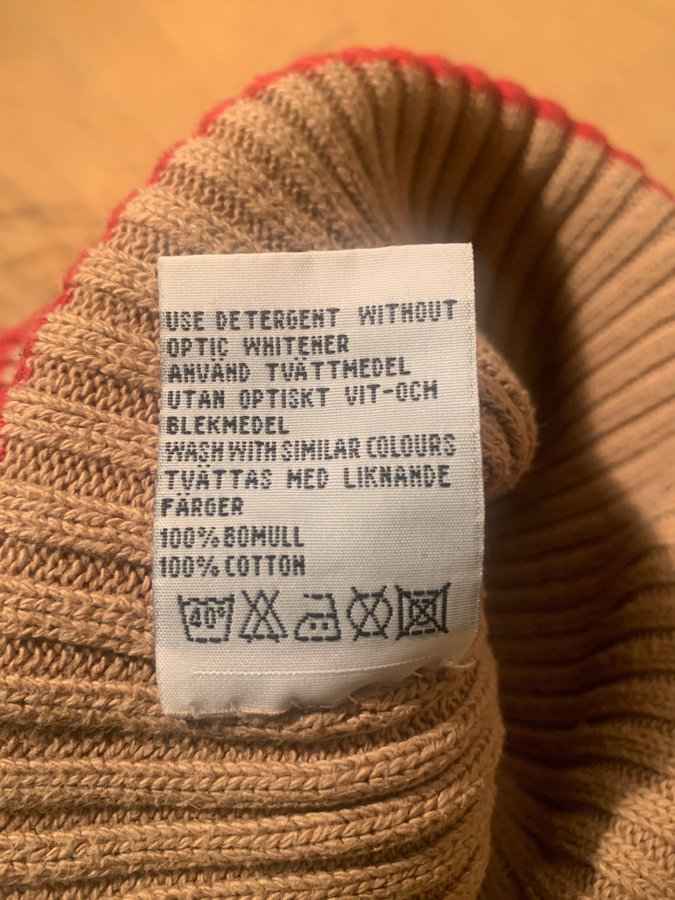 USE DETERGENT WITHOUT
OPTIC WHITENER
ANVÄND TVÄTTMEDEL
UTAN OPTISKT VIT-OCH
BLEKMEDEL
WASH WITH SIMILAR COLOURS
TVÄTTAS MED LIKNANDE
FÄRGER
100% BOMULL
100% COTTON
40°